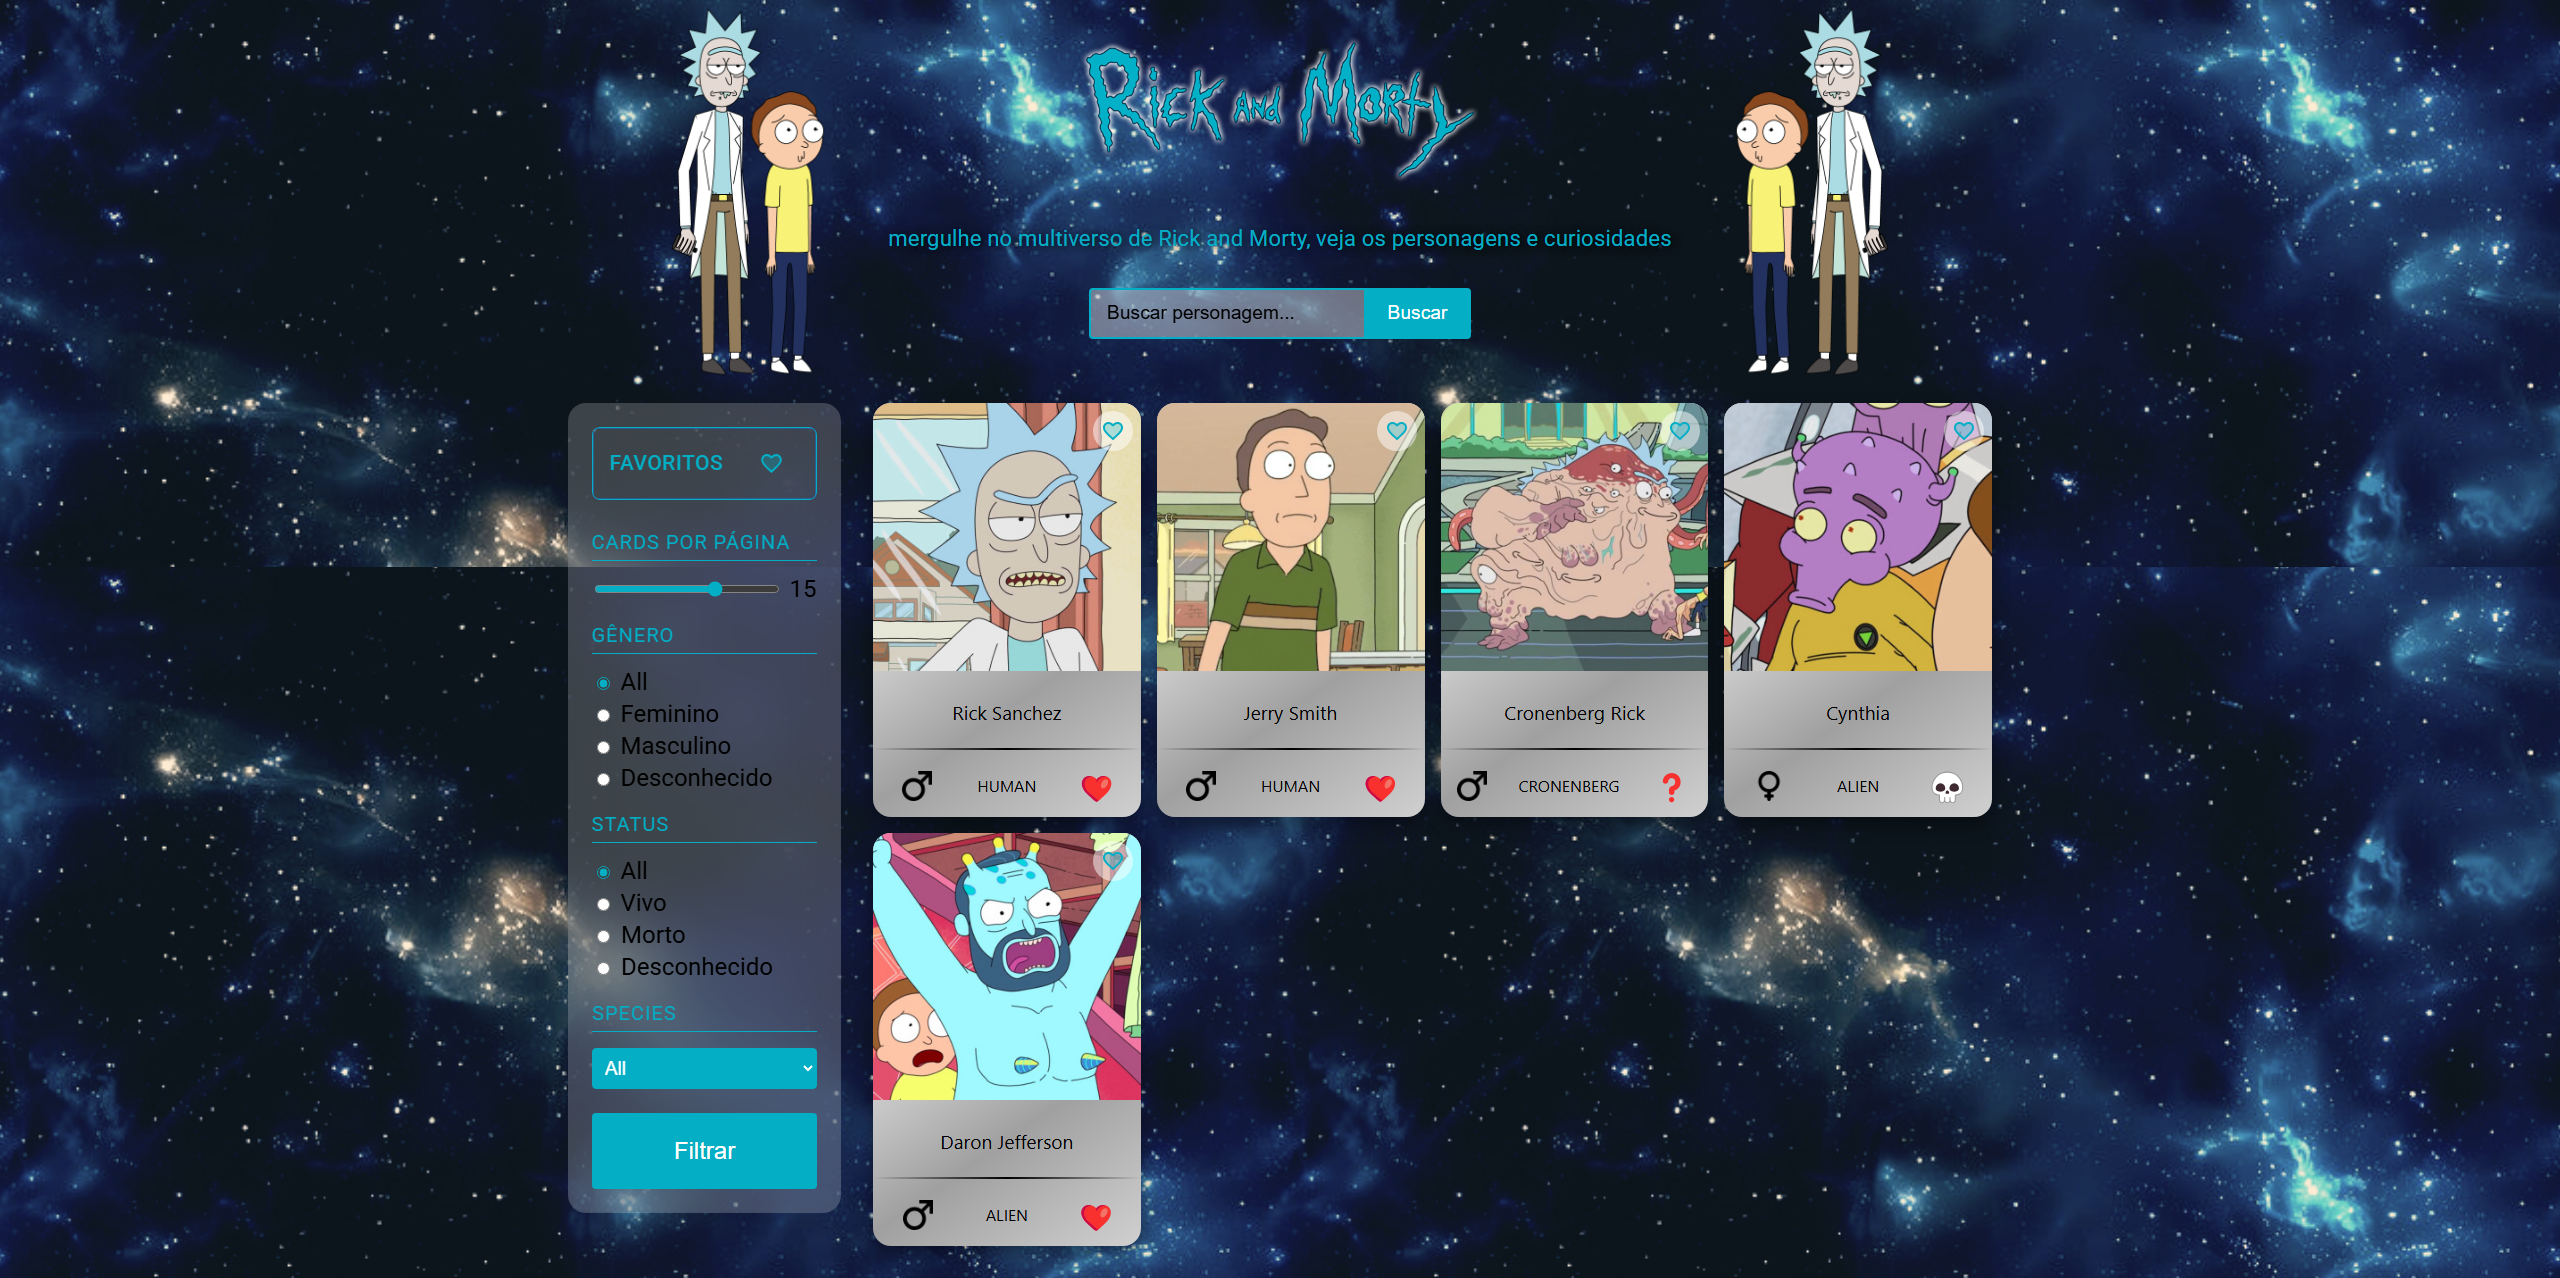 Rick and Morty
mergulhe no multiverso de Rick and Morty, veja os personagens e curiosidades
Buscar personagem...
Buscar
FAVORITOS
CARDS POR PÁGINA
15
GÊNERO
All
Feminino
Masculino
Desconhecido
STATUS
All
Vivo
Morto
Desconhecido
SPECIES
All
Filtrar
Rick Sanchez
HUMAN
Jerry Smith
HUMAN
Cronenberg Rick
CRONENBERG
Cynthia
ALIEN
Daron Jefferson
ALIEN